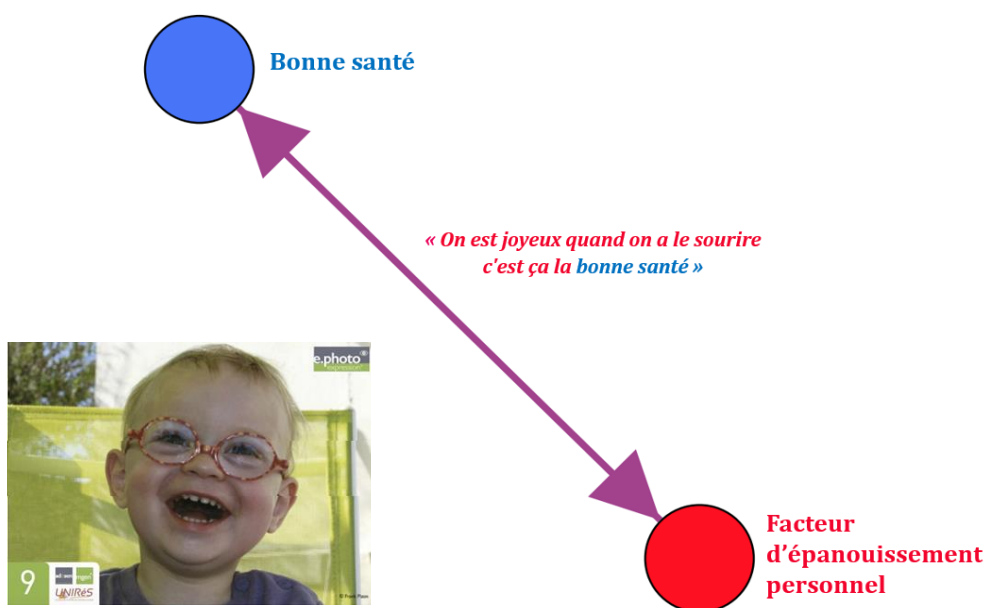 Bonne santé
« On est joyeux quand on a le sourire
c'est ça la bonne santé »
e.photo®
expression
9
UNIRéS
Facteur
d'épanouissement
personnel